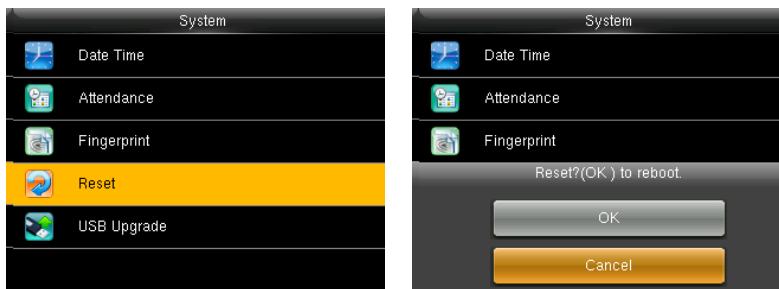 System
Date Time
Attendance
Fingerprint
Reset
USB Upgrade
System
Date Time
Attendance
Fingerprint
Reset?(OK ) to reboot.
OK
Cancel